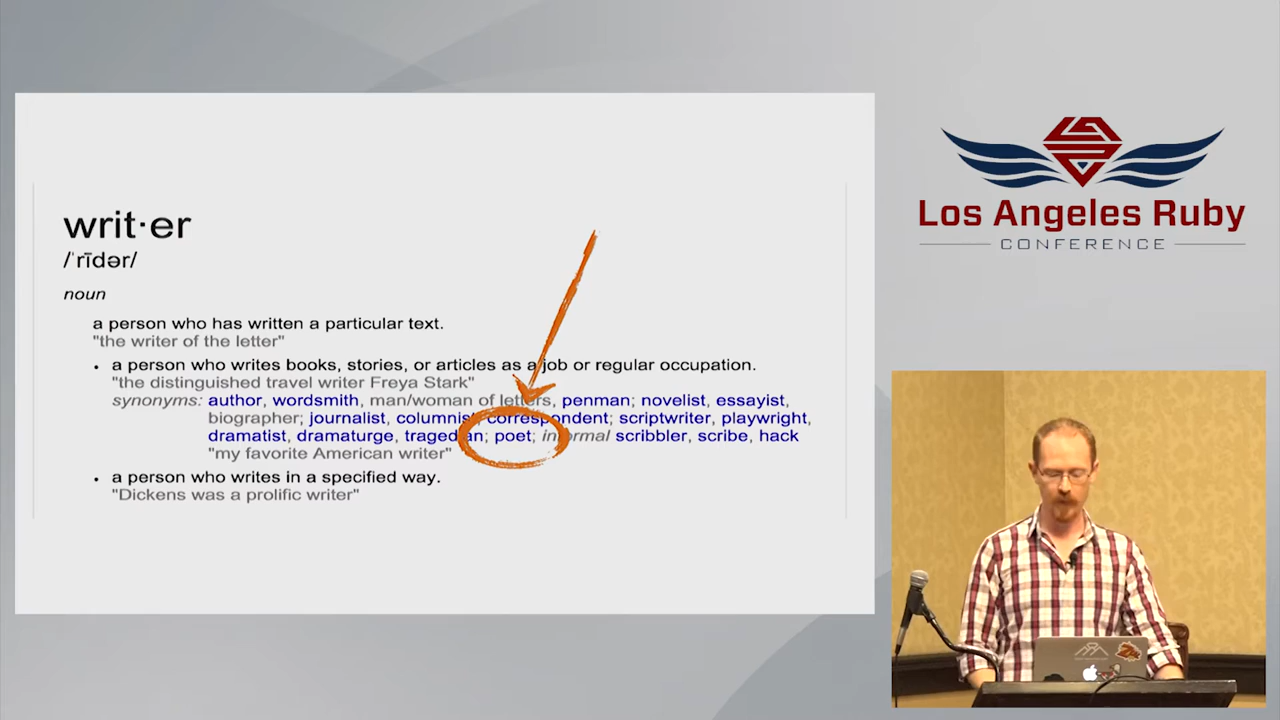 writ·er
/ˈrīdər/
noun
a person who has written a particular text.
"the writer of the letter"
• a person who writes books, stories, or articles as a job or regular occupation.
"the distinguished travel writer Freya Stark"
synonyms: author, wordsmith, man/woman of letters, penman; novelist, essayist,
biographer; journalist, columnist, correspondent; scriptwriter, playwright,
dramatist, dramaturge, tragedian; poet; informal scribbler, scribe, hack
"my favorite American writer"
• a person who writes in a specified way.
"Dickens was a prolific writer"
Los Angeles Ruby
CONFERENCE